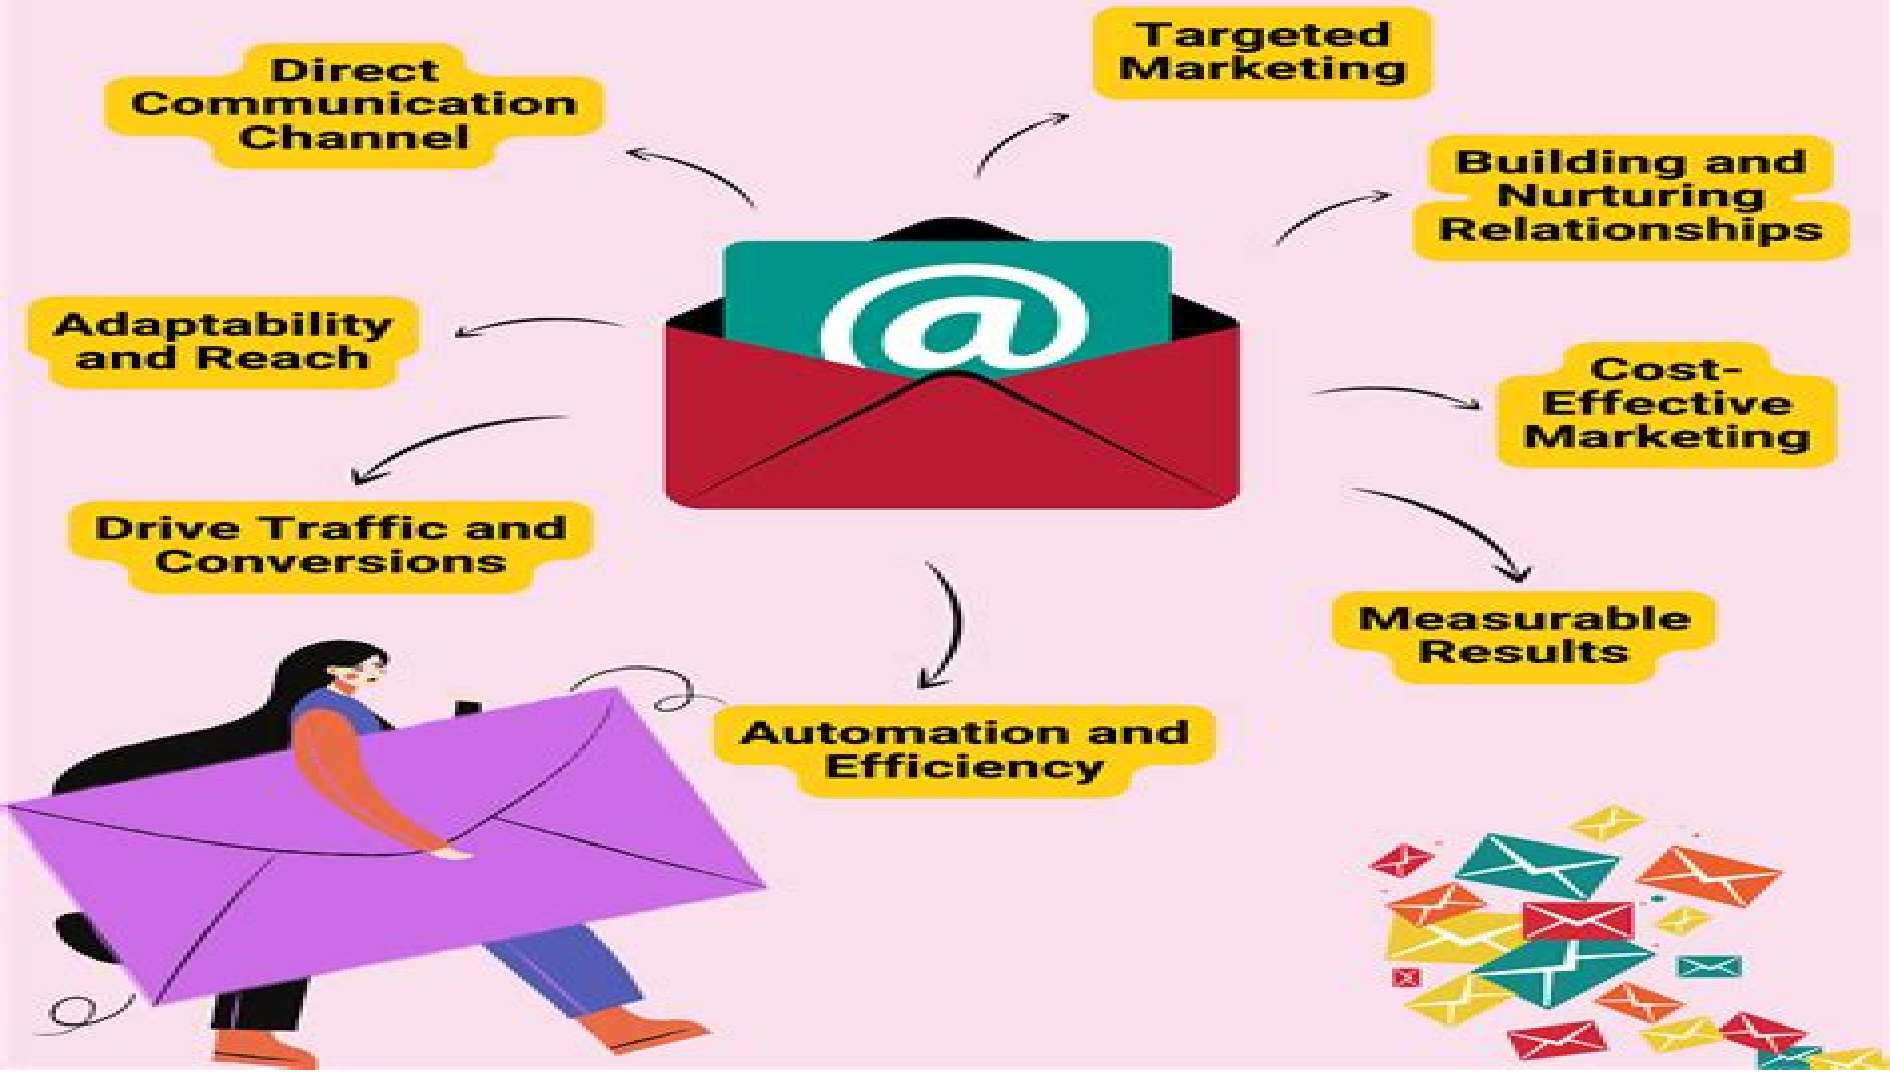 Targeted
Marketing
Direct
Communication
Channel
Building and
Nurturing
Relationships
Adaptability
and Reach
@
Cost-
Effective
Marketing
Drive Traffic and
Conversions
Measurable
Results
Automation and
Efficiency